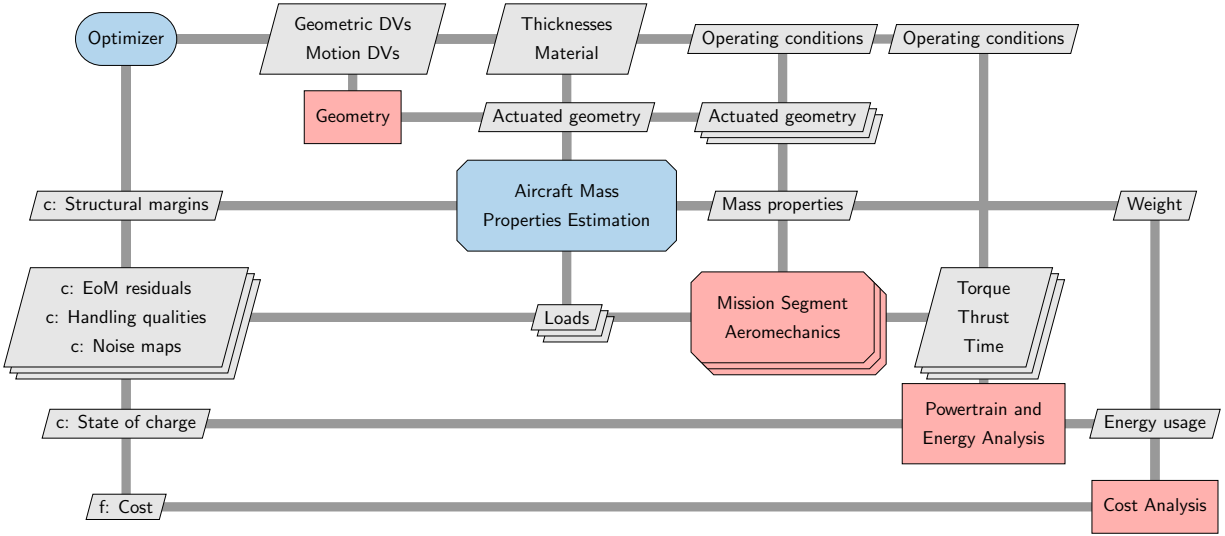 Optimizer
Geometric DVs
Motion DVs
Thicknesses
Material
Operating conditions
Operating conditions
Geometry
Actuated geometry
Actuated geometry
c: Structural margins
Aircraft Mass
Properties Estimation
Mass properties
Weight
c: EoM residuals
c: Handling qualities
c: Noise maps
Loads
Mission Segment
Aeromechanics
Torque
Thrust
Time
c: State of charge
Powertrain and
Energy Analysis
Energy usage
f: Cost
Cost Analysis